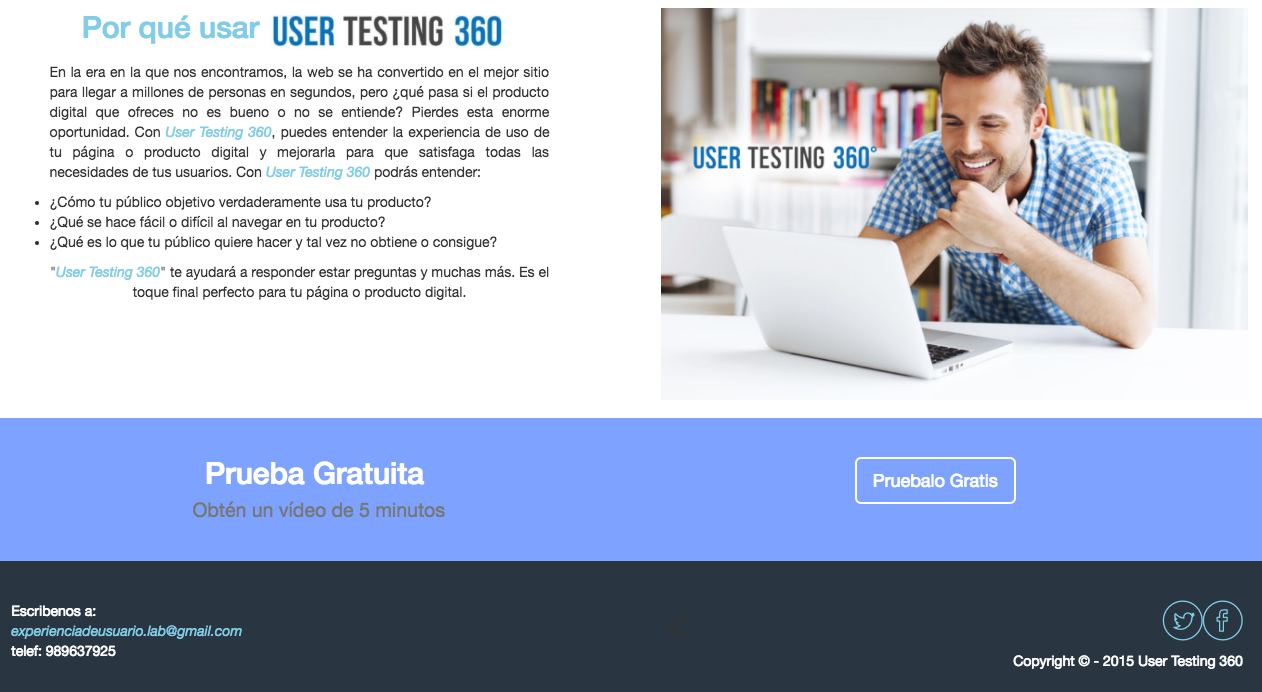 Por qué usar USER TESTING 360
En la era en la que nos encontramos, la web se ha convertido en el mejor sitio
para llegar a millones de personas en segundos, pero ¿qué pasa si el producto
digital que ofreces no es bueno o no se entiende? Pierdes esta enorme
oportunidad. Con User Testing 360, puedes entender la experiencia de uso de
tu página o producto digital y mejorarla para que satisfaga todas las
necesidades de tus usuarios. Con User Testing 360 podrás entender:
• ¿Cómo tu público objetivo verdaderamente usa tu producto?
• ¿Qué se hace fácil o difícil al navegar en tu producto?
• ¿Qué es lo que tu público quiere hacer y tal vez no obtiene o consigue?
"User Testing 360" te ayudará a responder estar preguntas y muchas más. Es el
toque final perfecto para tu página o producto digital.
USER TESTING 360°
Prueba Gratuita
Obtén un vídeo de 5 minutos
Pruebalo Gratis
Escribenos a:
experienciadeusuario.lab@gmail.com
telef: 989637925
Copyright © - 2015 User Testing 360